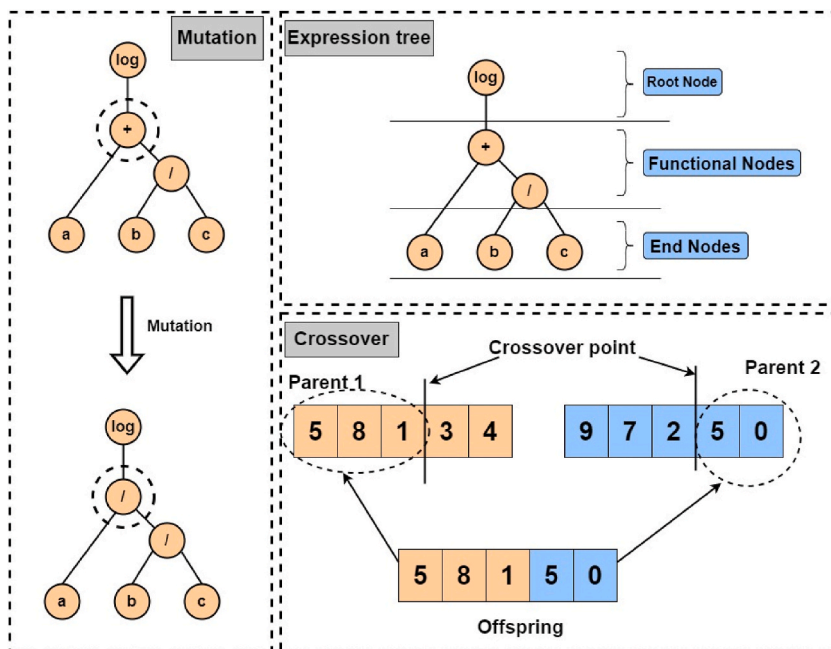 Mutation
log
+
/
a b c
Mutation
log
/
/
a b c
Expression tree
log
Root Node
+
Functional Nodes
/
a b c
End Nodes
Crossover
Crossover point
Parent 1
Parent 2
5 8 1 3 4
9 7 2 5 0
5 8 1 5 0
Offspring